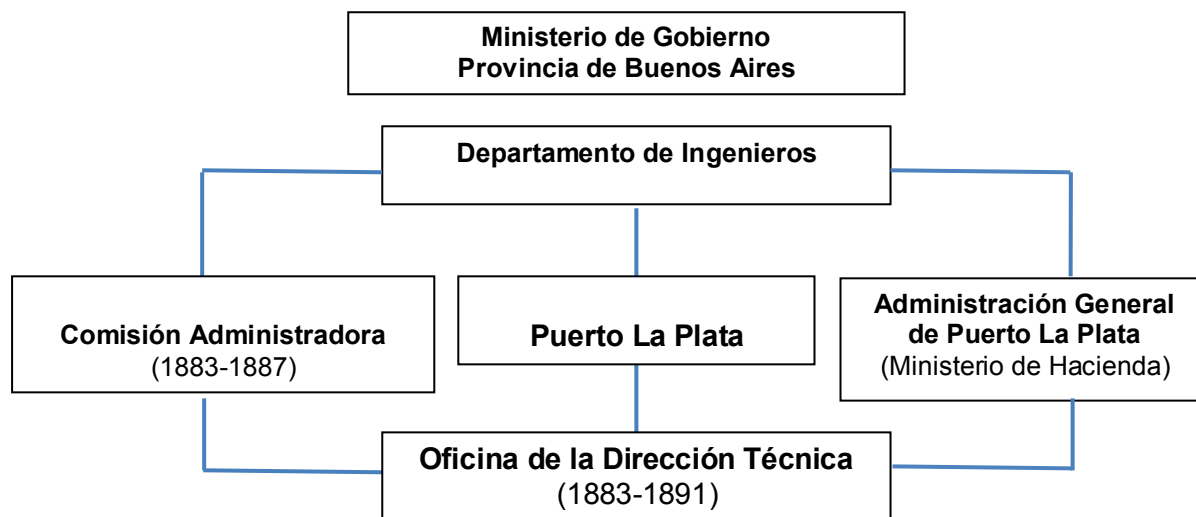 Ministerio de Gobierno
Provincia de Buenos Aires
Departamento de Ingenieros
Comisión Administradora
(1883-1887)
Puerto La Plata
Administración General
de Puerto La Plata
(Ministerio de Hacienda)
Oficina de la Dirección Técnica
(1883-1891)